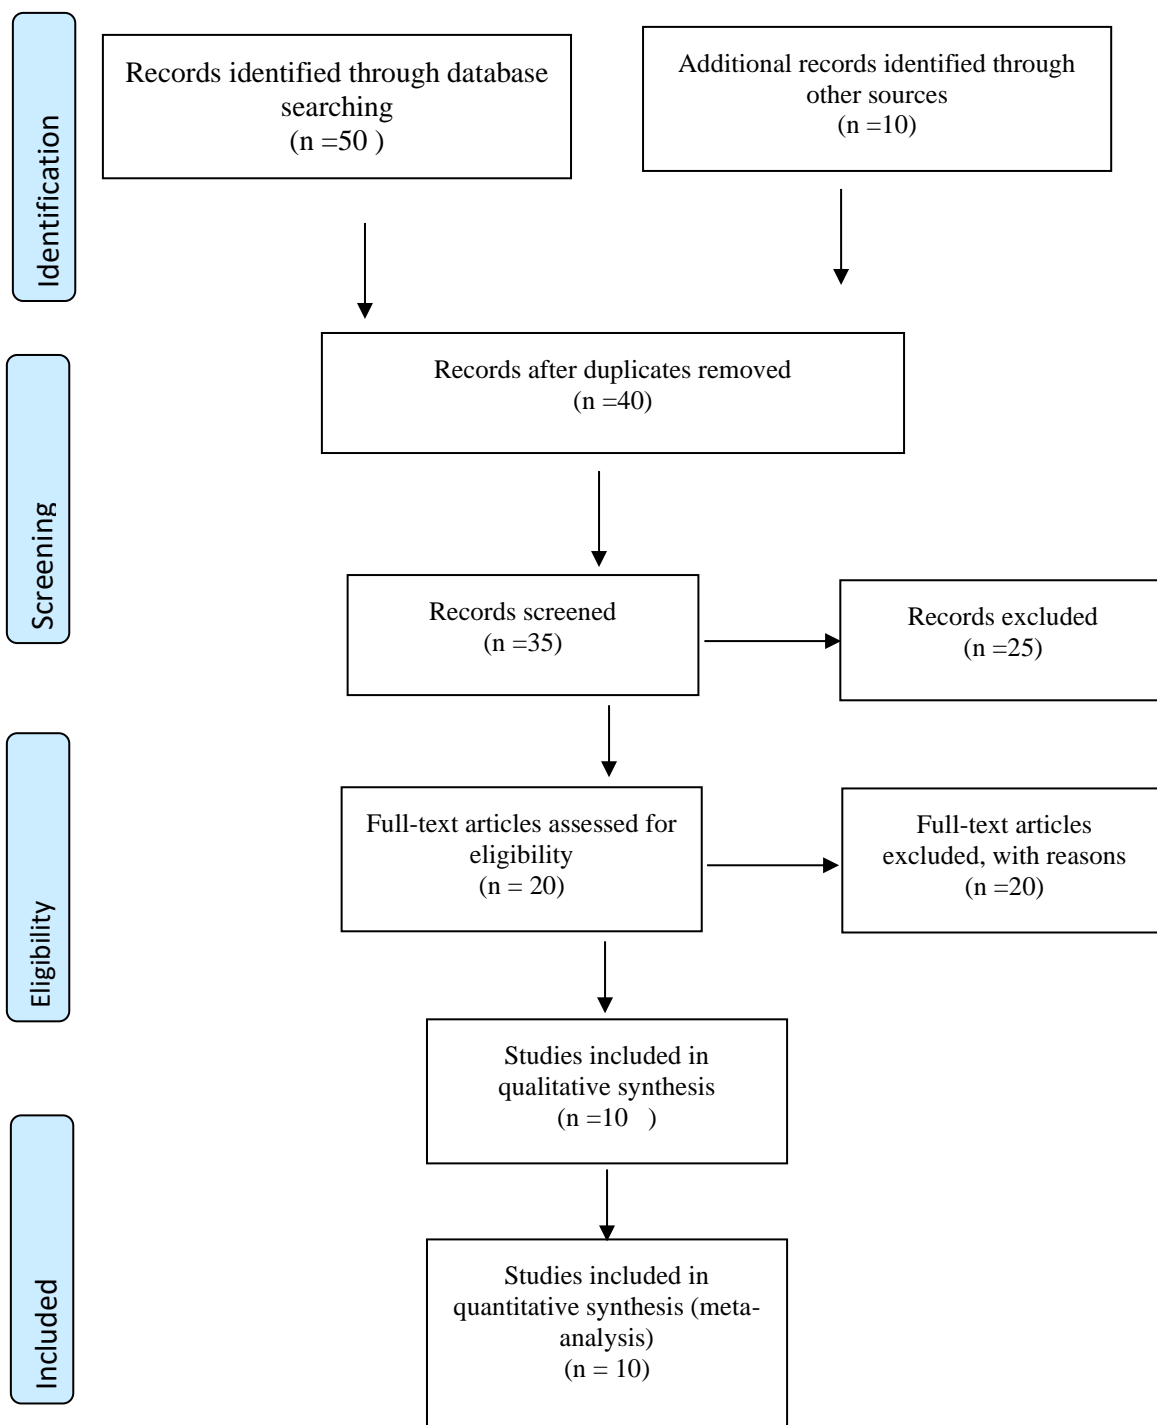 Identification
Records identified through database
searching
(n =50 )
Additional records identified through
other sources
(n =10)
Records after duplicates removed
(n =40)
Screening
Records screened
(n =35)
Records excluded
(n =25)
Eligibility
Full-text articles assessed for
eligibility
(n = 20)
Full-text articles
excluded, with reasons
(n =20)
Studies included in
qualitative synthesis
(n =10 )
Included
Studies included in
quantitative synthesis (meta-
analysis)
(n = 10)